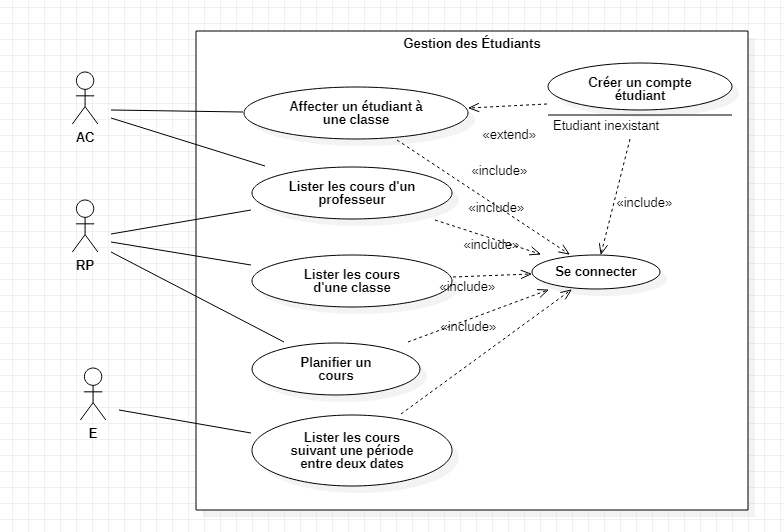 Gestion des Étudiants
AC
RP
E
Affecter un étudiant à
une classe
Créer un compte
étudiant
Etudiant inexistant
«extend»
«include»
Lister les cours d'un
professeur
«include»
«include»
«include»
Lister les cours
d'une classe
«include»
Se connecter
Planifier un
cours
«include»
Lister les cours
suivant une période
entre deux dates